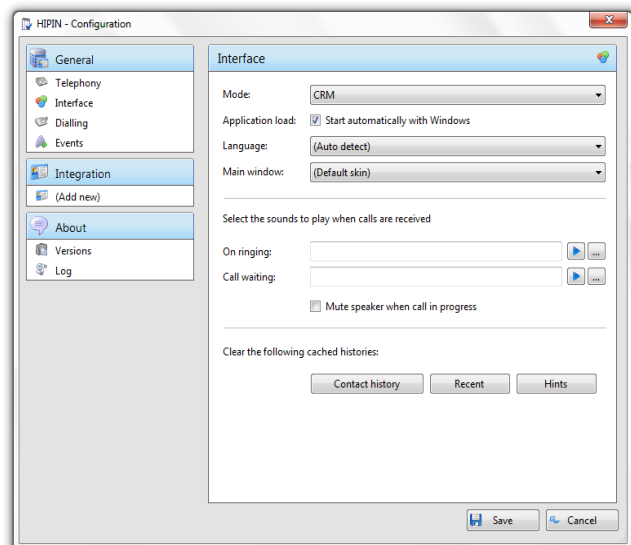 HIPIN - Configuration
General
Telephony
Interface
Dialling
Events
Integration
(Add new)
About
Versions
Log
Interface
Mode: CRM
Application load: Start automatically with Windows
Language: (Auto detect)
Main window: (Default skin)
Select the sounds to play when calls are received
On ringing: ...
Call waiting: ...
Mute speaker when call in progress
Clear the following cached histories:
Contact history Recent Hints
Save Cancel